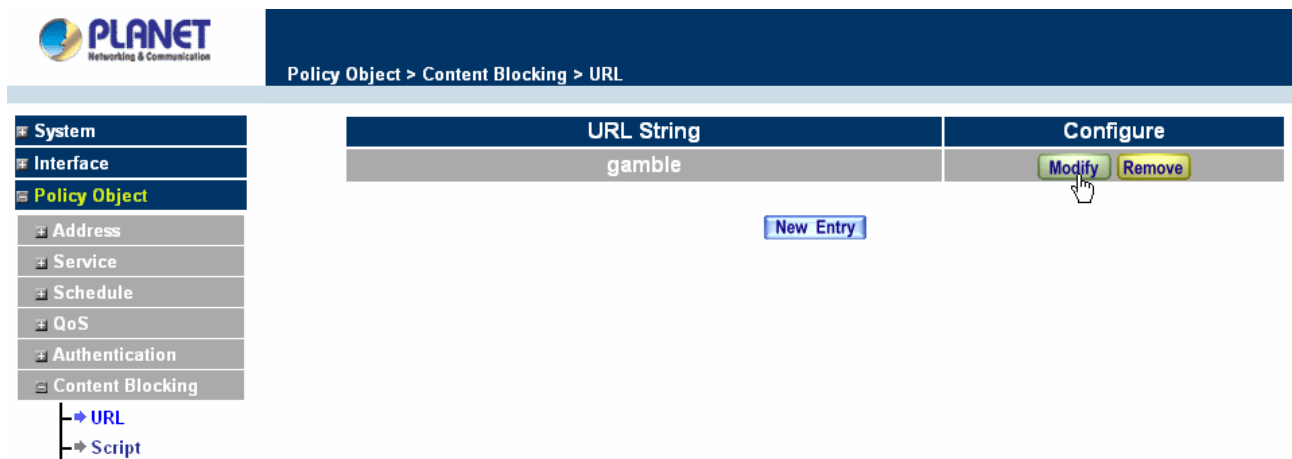 PLANET
Networking & Communication
Policy Object > Content Blocking > URL
System
Interface
Policy Object
Address
Service
Schedule
QoS
Authentication
Content Blocking
URL
Script
URL String Configure
gamble Modify Remove
New Entry